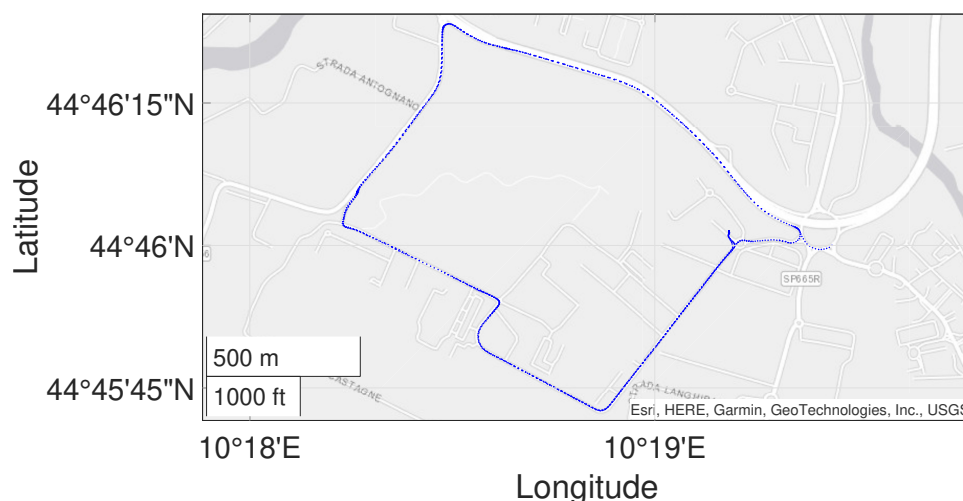 STRADA ANTOGNANO
44°46'15"N
Latitude
44°46'N
6
SP665R
500 m
44°45'45"N
1000 ft
Esri, HERE, Garmin, GeoTechnologies, Inc., USGS
10°18'E
10°19'E
Longitude